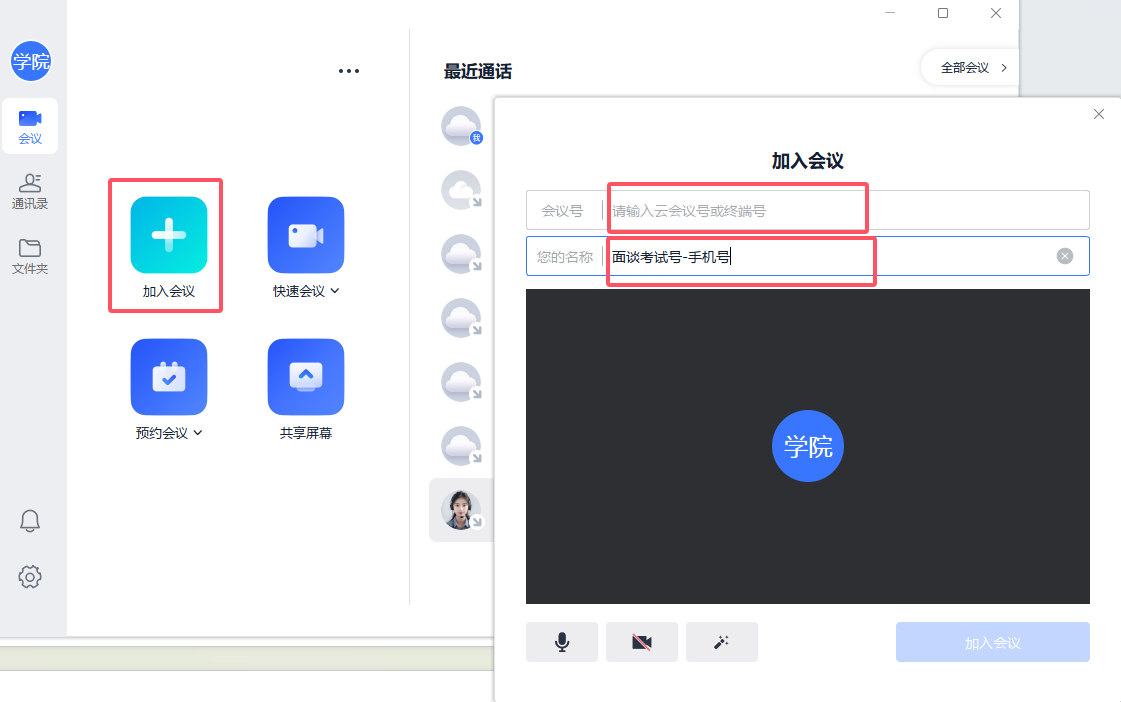 学院
会议
通讯录
文件夹
加入会议
快速会议
预约会议
共享屏幕
最近通话
全部会议
我
加入会议
会议号
请输入云会议号或终端号
您的名称
面谈考试号-手机号
学院
加入会议